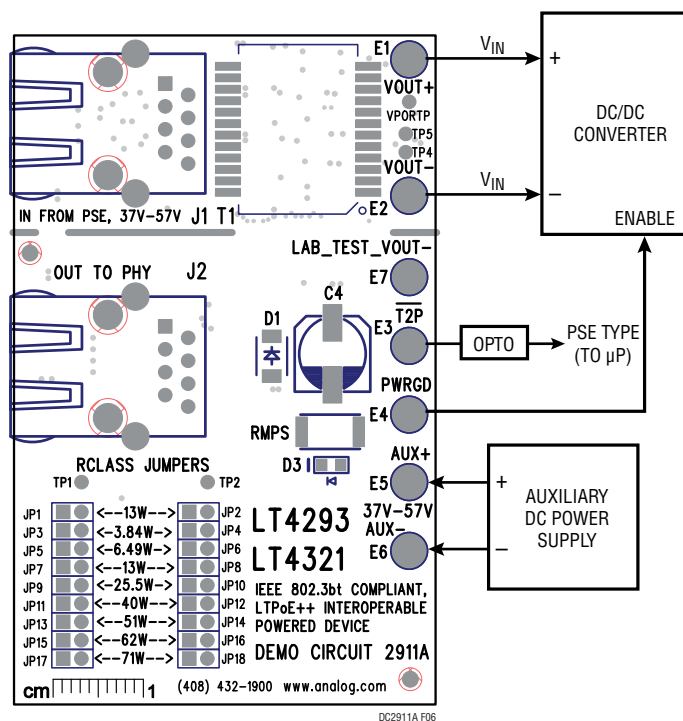 E1
VOUT+
VPORTP
TP5
TP4
VOUT-
E2
IN FROM PSE, 37V-57V J1 T1
VIN
VIN
+
DC/DC
CONVERTER
−
ENABLE
LAB_TEST_VOUT-
E7
OUT TO PHY J2
C4
D1
T2P
E3
OPTO
PSE TYPE
(TO µP)
PWRGD
E4
RMPS
D3
AUX+
E5
37V-57V
AUX-
E6
+
AUXILIARY
DC POWER
SUPPLY
−
RCLASS JUMPERS
TP1 TP2
JP1 <--13W--> JP2
JP3 <-3.84W-> JP4
JP5 <-6.49W-> JP6
JP7 <--13W--> JP8
JP9 <-25.5W-> JP10
JP11 <--40W--> JP12
JP13 <--51W--> JP14
JP15 <--62W--> JP16
JP17 <--71W--> JP18
LT4293
LT4321
IEEE 802.3bt COMPLIANT,
LTPoE++ INTEROPERABLE
POWERED DEVICE
DEMO CIRCUIT 2911A
cm 1 (408) 432-1900 www.analog.com
DC2911A F06